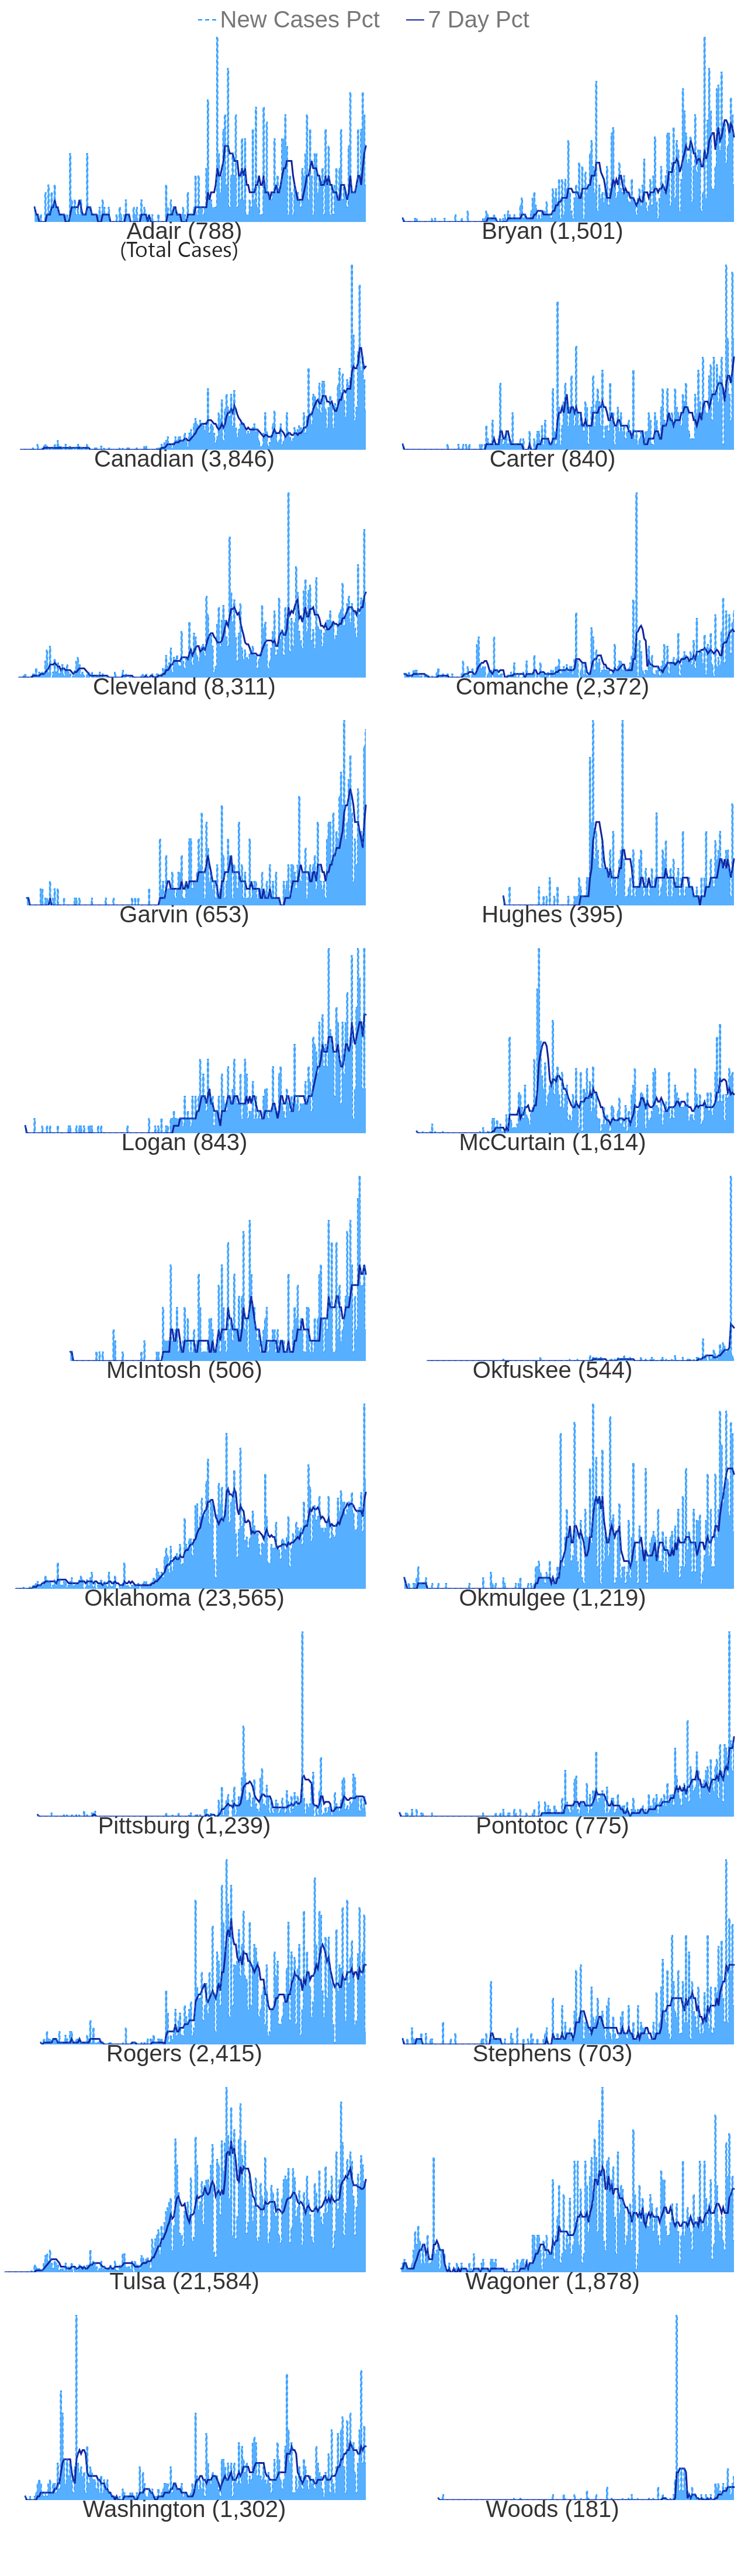 New Cases Pct 7 Day Pct
Adair (788) Bryan (1,501)
(Total Cases)
Canadian (3,846) Carter (840)
Cleveland (8,311) Comanche (2,372)
Garvin (653) Hughes (395)
Logan (843) McCurtain (1,614)
McIntosh (506) Okfuskee (544)
Oklahoma (23,565) Okmulgee (1,219)
Pittsburg (1,239) Pontotoc (775)
Rogers (2,415) Stephens (703)
Tulsa (21,584) Wagoner (1,878)
Washington (1,302) Woods (181)